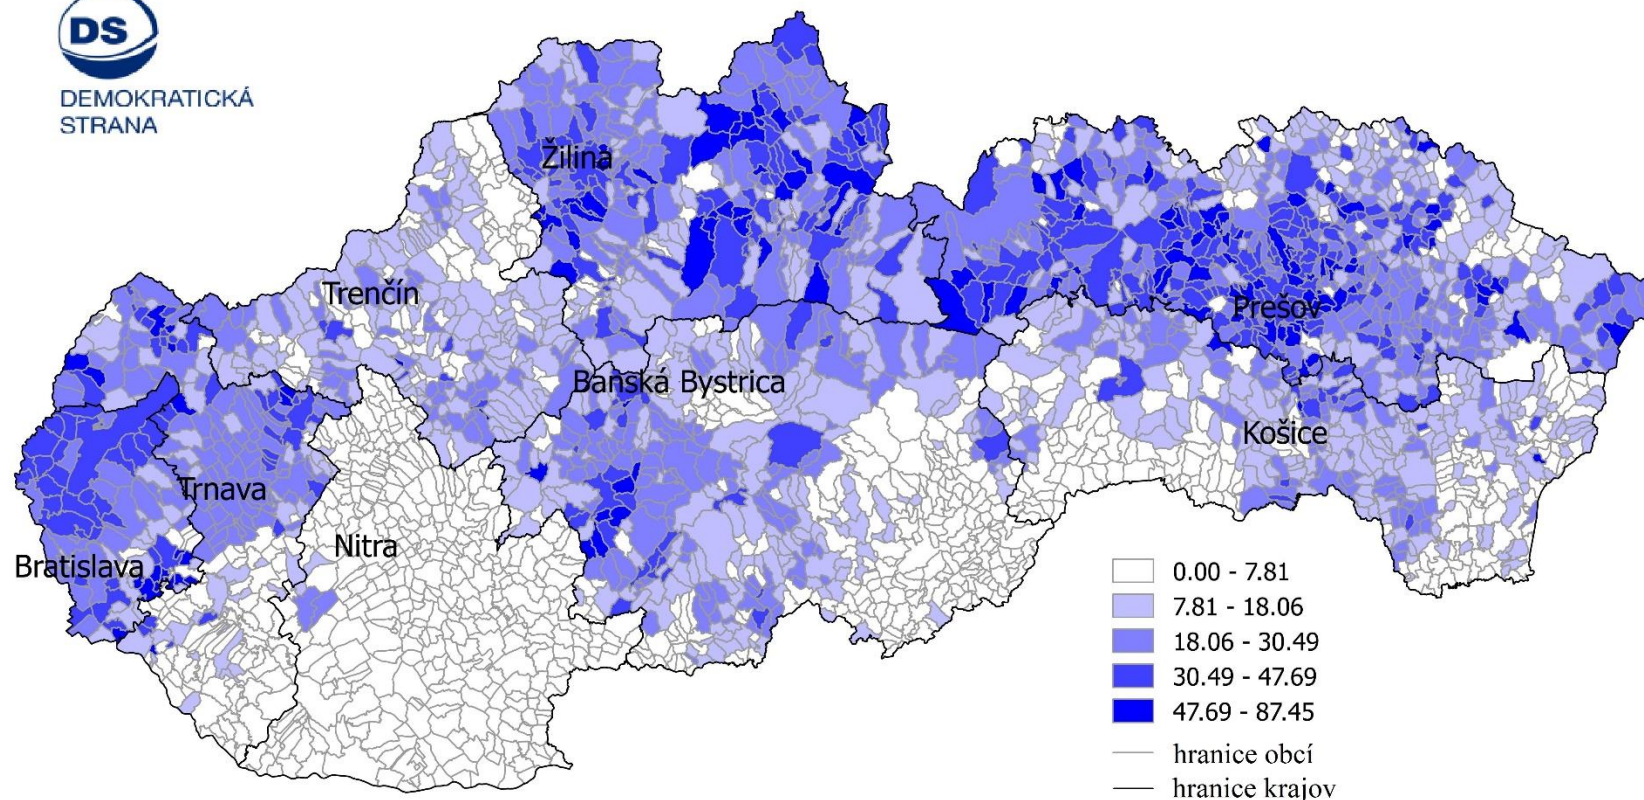 DS
DEMOKRATICKÁ
STRANA
Žilina
Trenčín
Prešov
Banská Bystrica
Košice
Trnava
Nitra
Bratislava
0.00 - 7.81
7.81 - 18.06
18.06 - 30.49
30.49 - 47.69
47.69 - 87.45
hranice obcí
hranice krajov